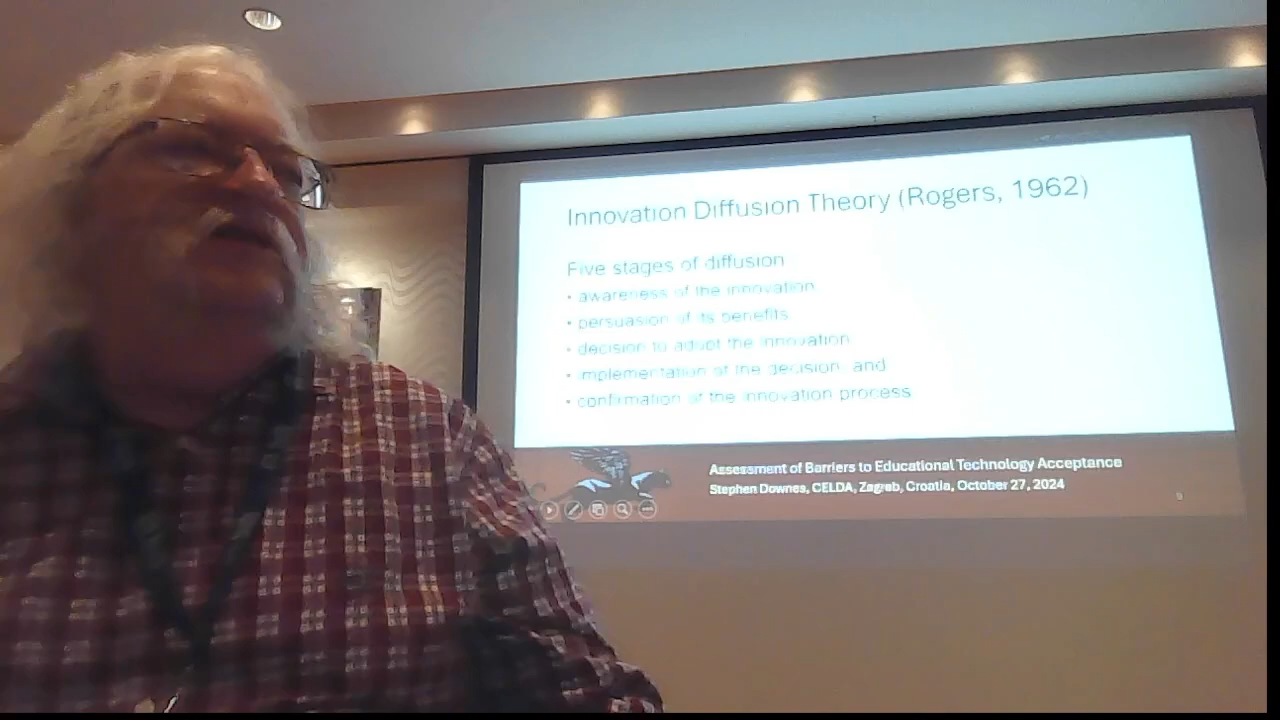 Innovation Diffusion Theory (Rogers, 1962)
Five stages of diffusion
• awareness of the innovation
• persuasion of its benefits
• decision to adopt the innovation
• implementation of the decision, and
• confirmation of the innovation process
Assessment of Barriers to Educational Technology Acceptance
Stephen Downes, CELDA, Zagreb, Croatia, October 27, 2024